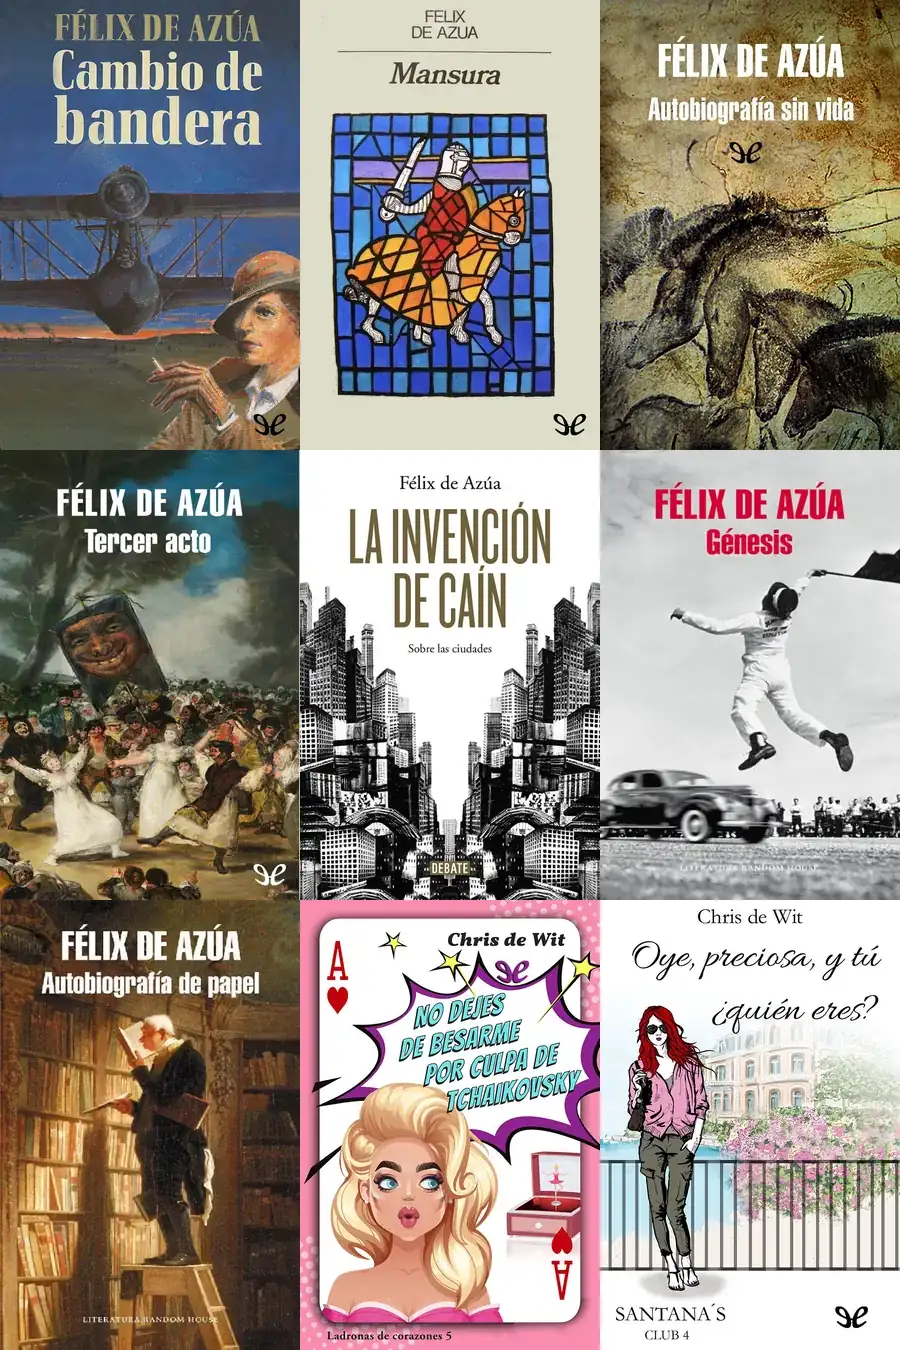 FÉLIX DE AZÚA
Cambio de
bandera
FELIX
DE AZUA
Mansura
FÉLIX DE AZÚA
Autobiografía sin vida
FÉLIX DE AZÚA
Tercer acto
Félix de Azúa
LA INVENCIÓN
DE CAÍN
Sobre las ciudades
DEBATE
FÉLIX DE AZÚA
Génesis
LITERATURA RANDOM HOUSE
FÉLIX DE AZÚA
Autobiografía de papel
LITERATURA RANDOM HOUSE
A
Chris de Wit
NO DEJES
DE BESARME
POR CULPA DE
TCHAIKOVSKY
A
Ladronas de corazones 5
Chris de Wit
Oye, preciosa, y tú
¿quién eres?
SANTANA´S
CLUB 4